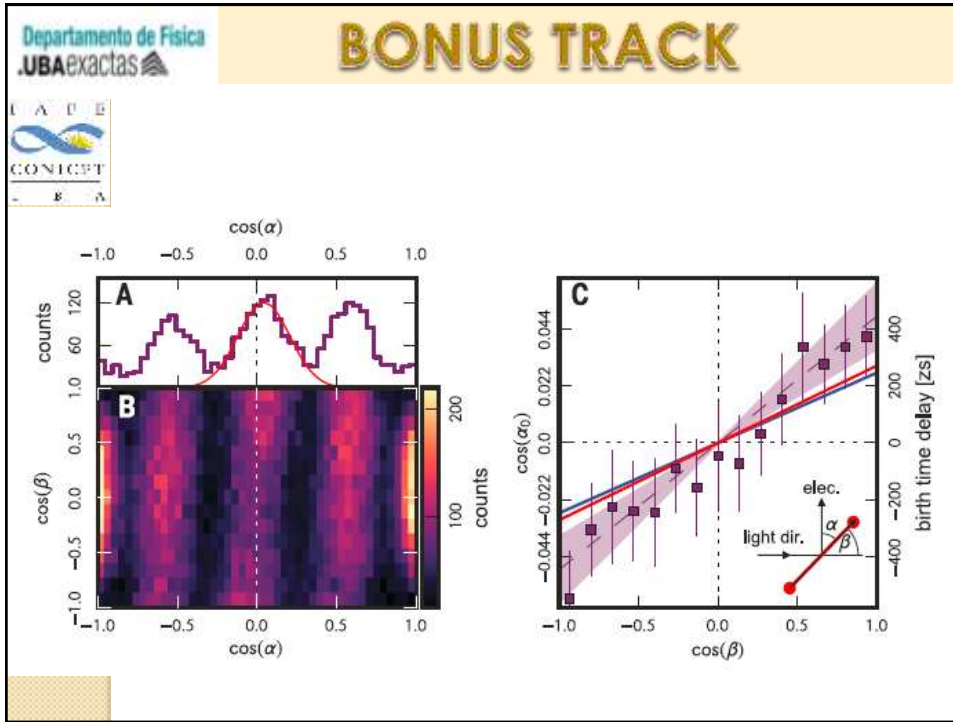 Departamento de Física
BONUS TRACK
.UBAexactas
I A F E
CONICET
cos(α)
−1.0 −0.5 0.0 0.5 1.0
A
counts
120
60
B
cos(β)
1.0
0.5
0.0
−0.5
−1.0
200
100
counts
−1.0 −0.5 0.0 0.5 1.0
cos(α)
C
cos(α₀)
0.044
0.022
0.0
−0.022
−0.044
400
200
0
−200
−400
birth time delay [zs]
elec.
α
β
light dir.
−1.0 −0.5 0.0 0.5 1.0
cos(β)